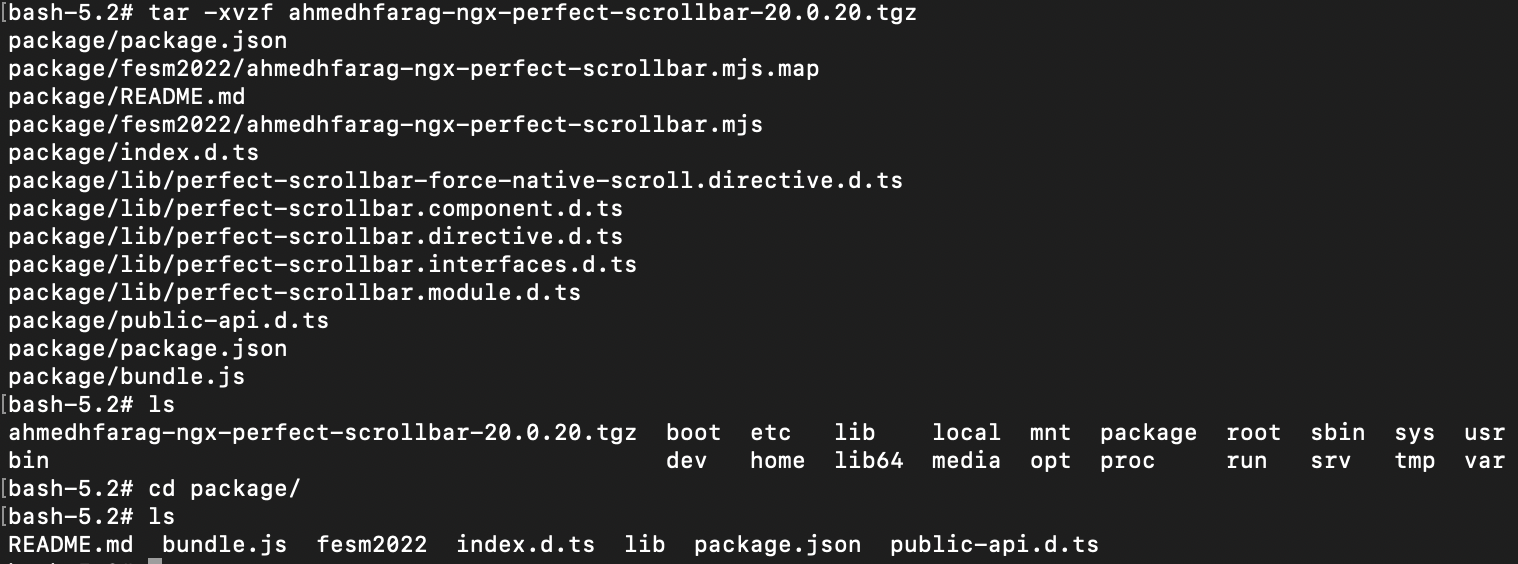 [bash-5.2# tar -xvzf ahmedhfarag-ngx-perfect-scrollbar-20.0.20.tgz
package/package.json
package/fesm2022/ahmedhfarag-ngx-perfect-scrollbar.mjs.map
package/README.md
package/fesm2022/ahmedhfarag-ngx-perfect-scrollbar.mjs
package/index.d.ts
package/lib/perfect-scrollbar-force-native-scroll.directive.d.ts
package/lib/perfect-scrollbar.component.d.ts
package/lib/perfect-scrollbar.directive.d.ts
package/lib/perfect-scrollbar.interfaces.d.ts
package/lib/perfect-scrollbar.module.d.ts
package/public-api.d.ts
package/package.json
package/bundle.js
[bash-5.2# ls
ahmedhfarag-ngx-perfect-scrollbar-20.0.20.tgz  boot  etc   lib    local  mnt  package  root  sbin  sys  usr
bin                                            dev   home  lib64  media  opt  proc     run   srv   tmp  var
[bash-5.2# cd package/
[bash-5.2# ls
README.md  bundle.js  fesm2022  index.d.ts  lib  package.json  public-api.d.ts
bash-5.2#